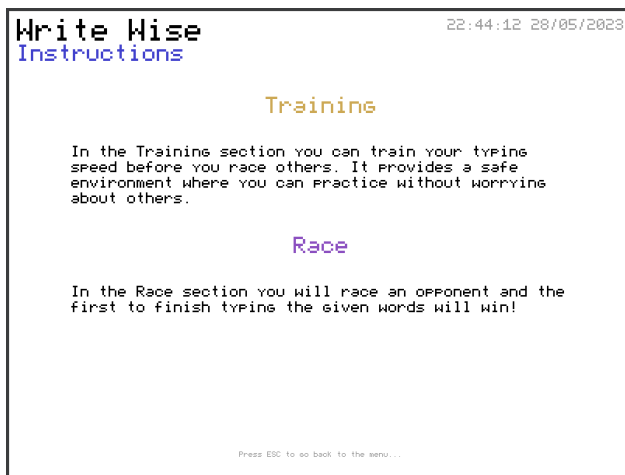 Write Wise
22:44:12 28/05/2023
Instructions
Training
In the Training section you can train your typing
speed before you race others. It provides a safe
environment where you can practice without worrying
about others.
Race
In the Race section you will race an opponent and the
first to finish typing the given words will win!
Press ESC to go back to the menu...